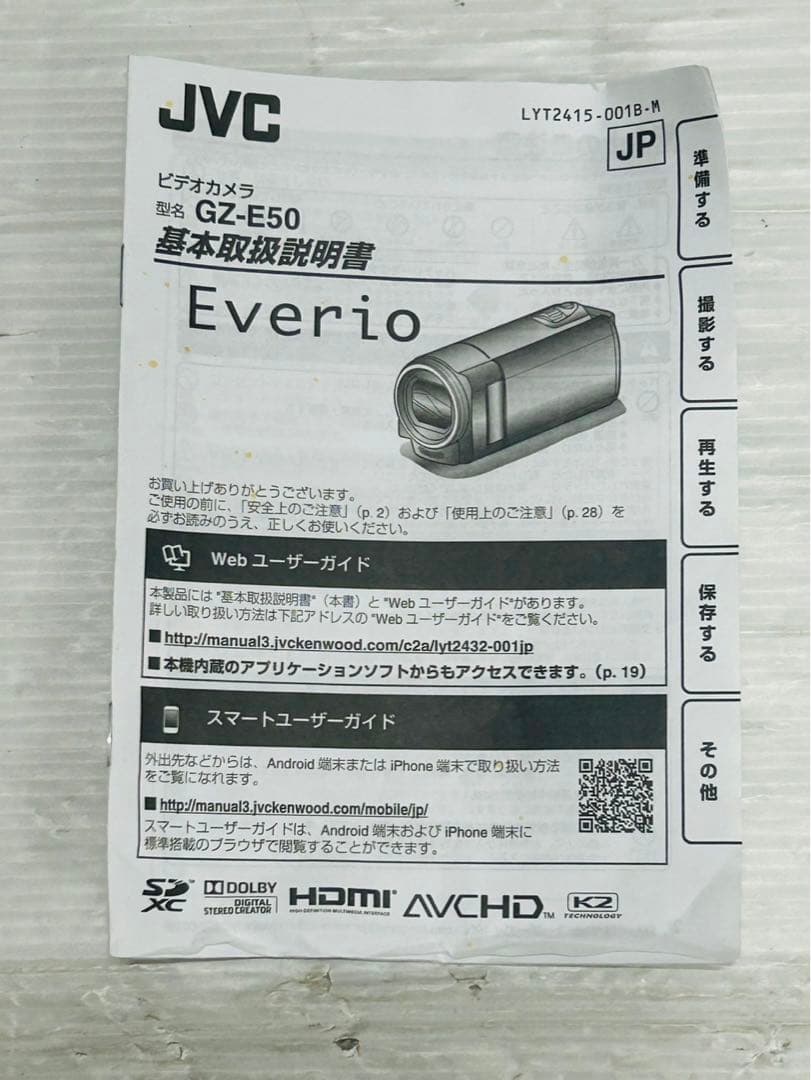 JVC
LYT2415-001B-M
JP
ビデオカメラ
型名 GZ-E50
基本取扱説明書
Everio
お買い上げありがとうございます。
ご使用の前に、「安全上のご注意」(p. 2) および「使用上のご注意」(p. 28) を
必ずお読みのうえ、正しくお使いください。
Web ユーザーガイド
本製品には "基本取扱説明書" (本書) と "Web ユーザーガイド"があります。
詳しい取り扱い方法は下記アドレスの "Web ユーザーガイド"をご覧ください。
■ http://manual3.jvckenwood.com/c2a/lyt2432-001jp
■ 本機内蔵のアプリケーションソフトからもアクセスできます。(p. 19)
スマートユーザーガイド
外出先などからは、Android 端末または iPhone 端末で取り扱い方法
をご覧になれます。
■ http://manual3.jvckenwood.com/mobile/jp/
スマートユーザーガイドは、Android 端末および iPhone 端末に
標準搭載のブラウザで閲覧することができます。
SD XC™
DOLBY
DIGITAL
STEREO CREATOR
HDMI®
HIGH-DEFINITION MULTIMEDIA INTERFACE
AVCHD™
K2
TECHNOLOGY
準備する
撮影する
再生する
保存する
その他